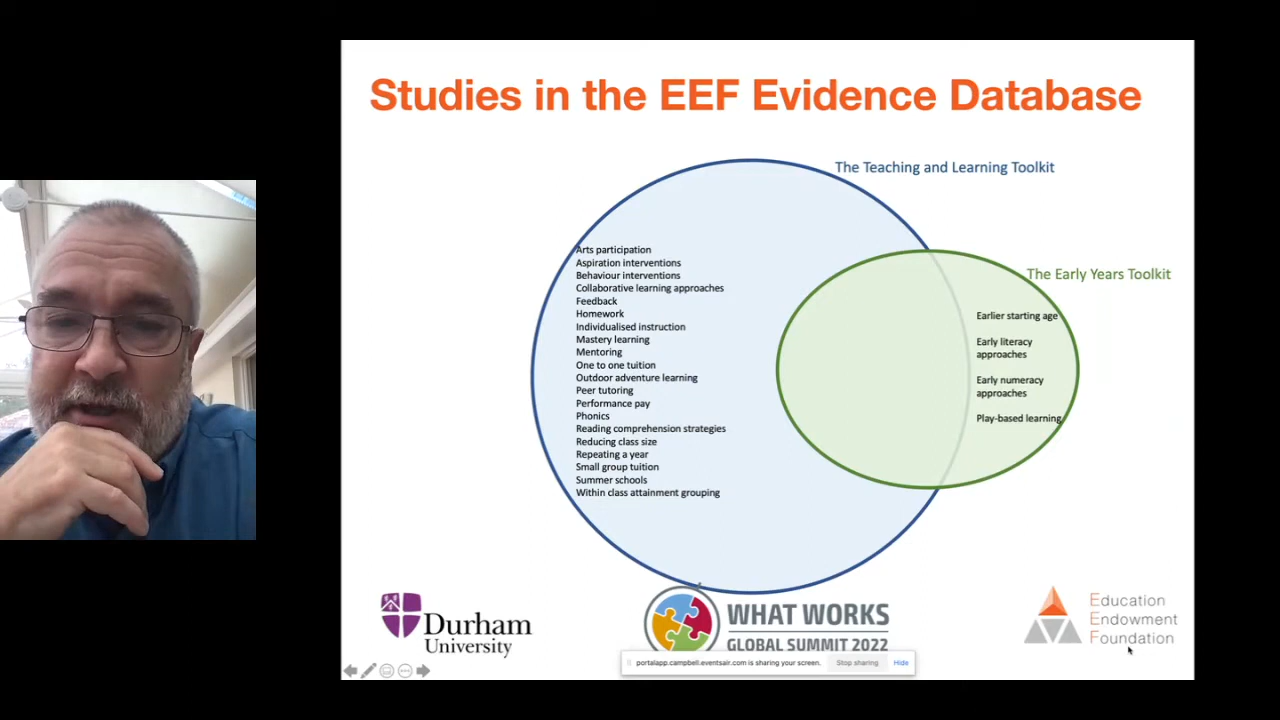 Studies in the EEF Evidence Database
The Teaching and Learning Toolkit
The Early Years Toolkit
Arts participation
Aspiration interventions
Behaviour interventions
Collaborative learning approaches
Feedback
Homework
Individualised instruction
Mastery learning
Mentoring
One to one tuition
Outdoor adventure learning
Peer tutoring
Performance pay
Phonics
Reading comprehension strategies
Reducing class size
Repeating a year
Small group tuition
Summer schools
Within class attainment grouping
Earlier starting age
Early literacy
approaches
Early numeracy
approaches
Play-based learning
Durham
University
WHAT WORKS
GLOBAL SUMMIT 2022
Education
Endowment
Foundation
portalapp.campbell.eventsair.com is sharing your screen.
Stop sharing
Hide